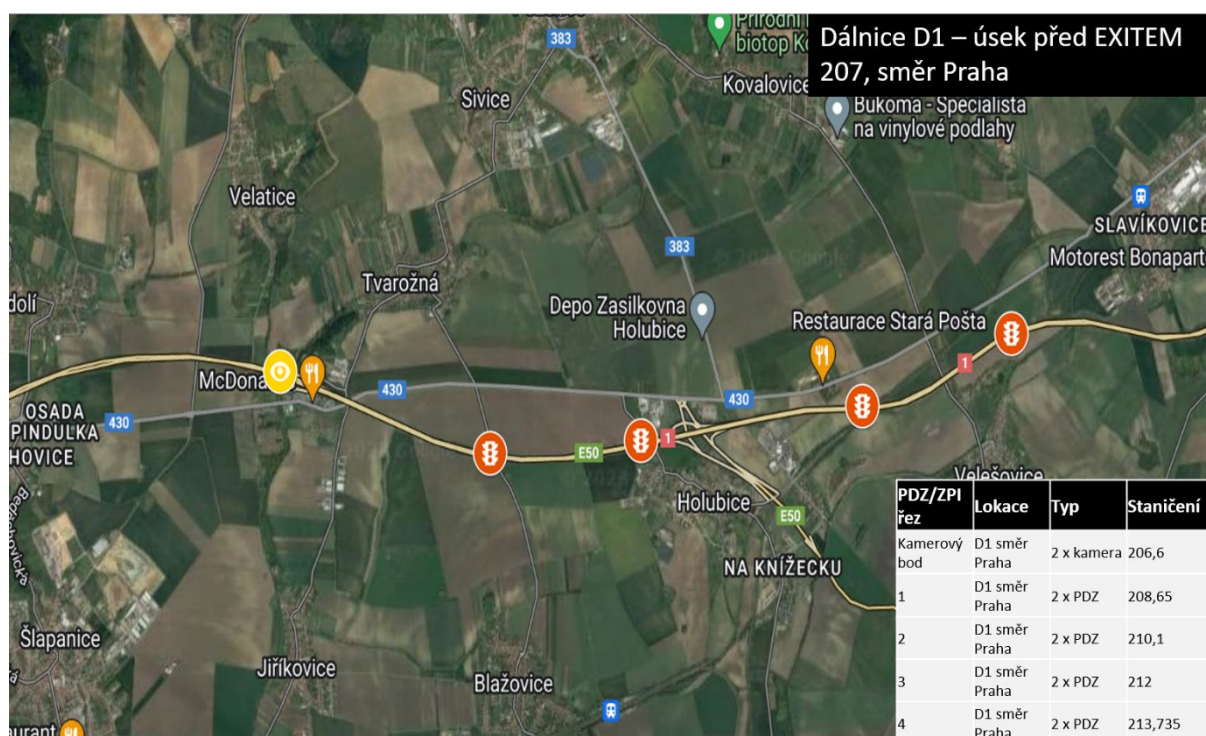 Dálnice D1 – úsek před EXITEM
207, směr Praha
383
Přírodní
biotop
Kovalovice
Sivice
Bukoma - Specialista
na vinylové podlahy
Velatice
SLAVÍKOVICE
383
Motorest Bonaparte
Tvarožná
dolí
Depo Zasilkovna
Holubice
Restaurace Stará Pošta
1
McDona
430
430
OSADA
PINDULKA
430
HOVICE
1
E50
Velešovice
Holubice
E50
NA KNÍŽECKU
Šlapanice
Jiříkovice
Blažovice
aurant
PDZ/ZPI řez Lokace Typ Staničení
Kamerový bod D1 směr Praha 2 x kamera 206,6
1 D1 směr Praha 2 x PDZ 208,65
2 D1 směr Praha 2 x PDZ 210,1
3 D1 směr Praha 2 x PDZ 212
4 D1 směr Praha 2 x PDZ 213,735